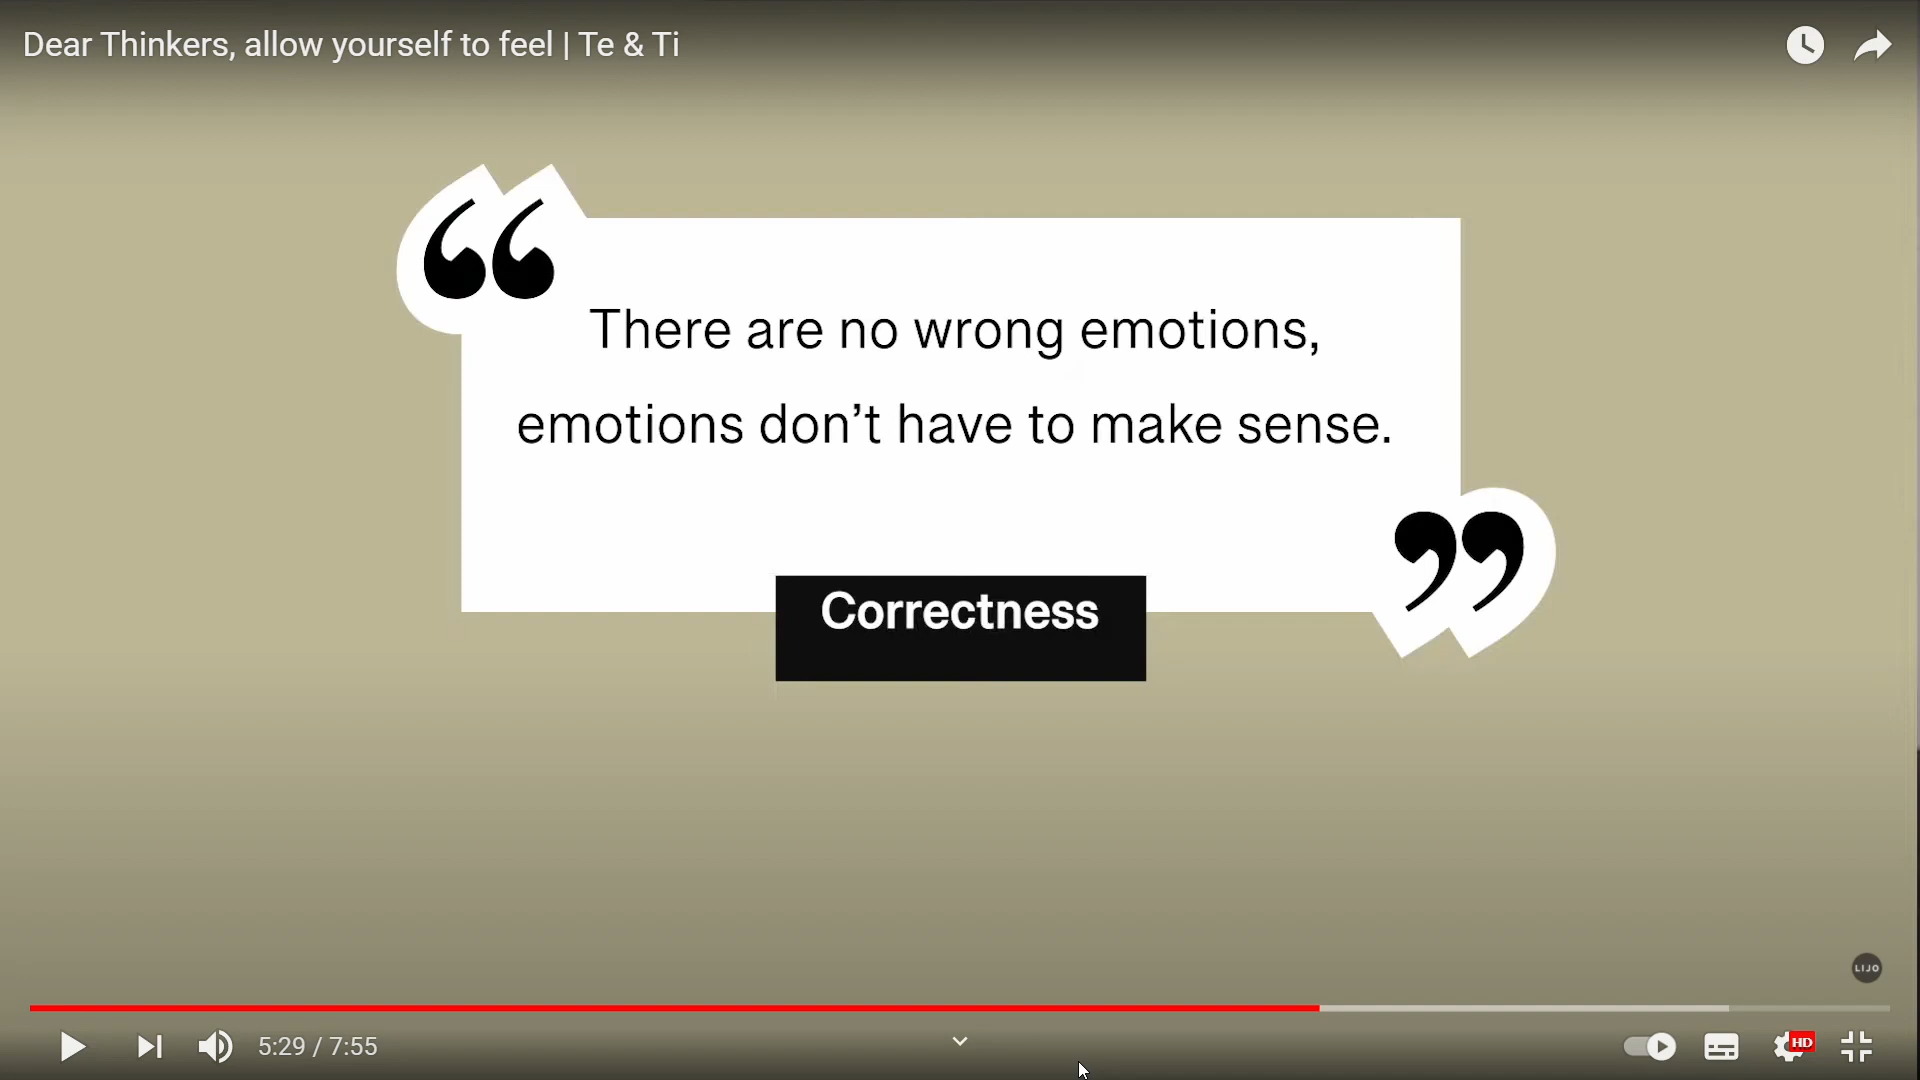 Dear Thinkers, allow yourself to feel | Te & Ti
“
There are no wrong emotions,
emotions don’t have to make sense.
”
Correctness
LIJO
5:29 / 7:55
HD